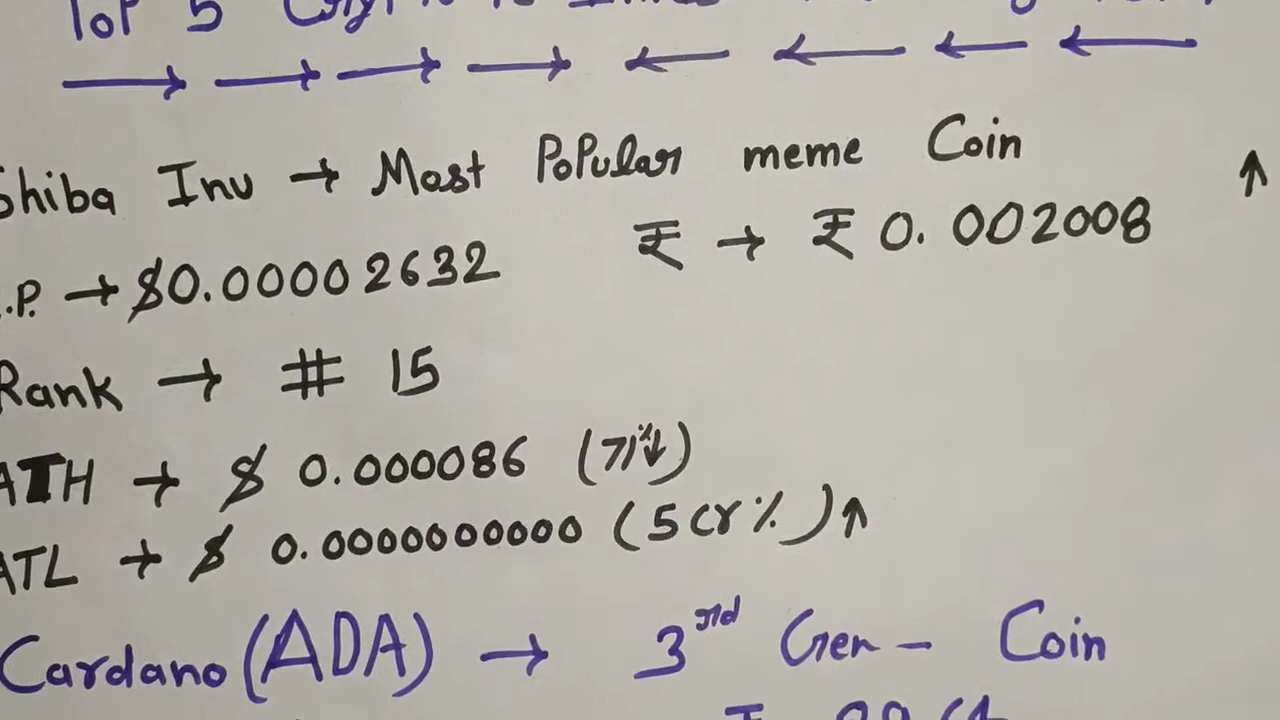 Top 5
Shiba Inu → Most Popular meme Coin ↑
.P. → $0.00002632 ₹ → ₹ 0.002008
Rank → # 15
ATH → $ 0.000086 (71%↓)
ATL → $ 0.0000000000 (5cr%)↑
Cardano (ADA) → 3rd Gen - Coin